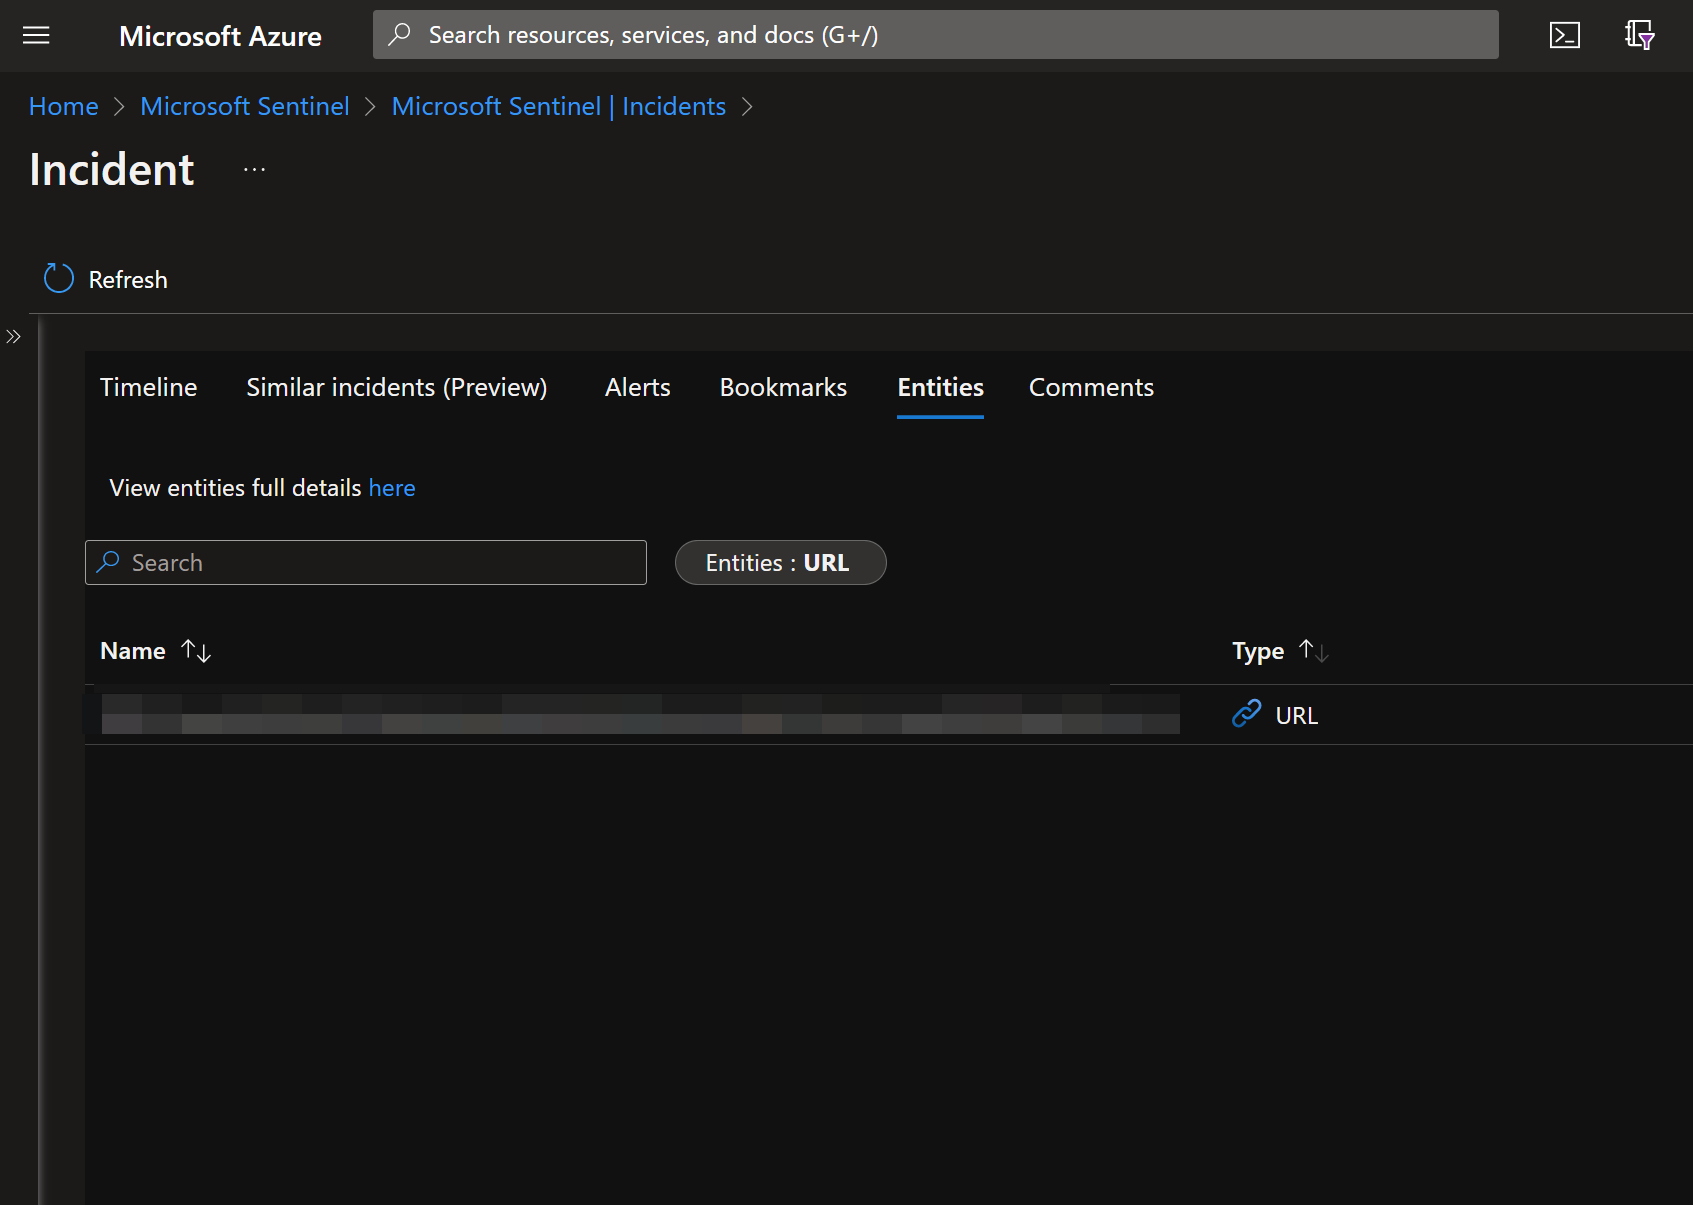 Microsoft Azure
Search resources, services, and docs (G+/)
Home > Microsoft Sentinel > Microsoft Sentinel | Incidents >
Incident ...
Refresh
Timeline Similar incidents (Preview) Alerts Bookmarks Entities Comments
View entities full details here
Search
Entities : URL
Name ↑↓ Type ↑↓
URL